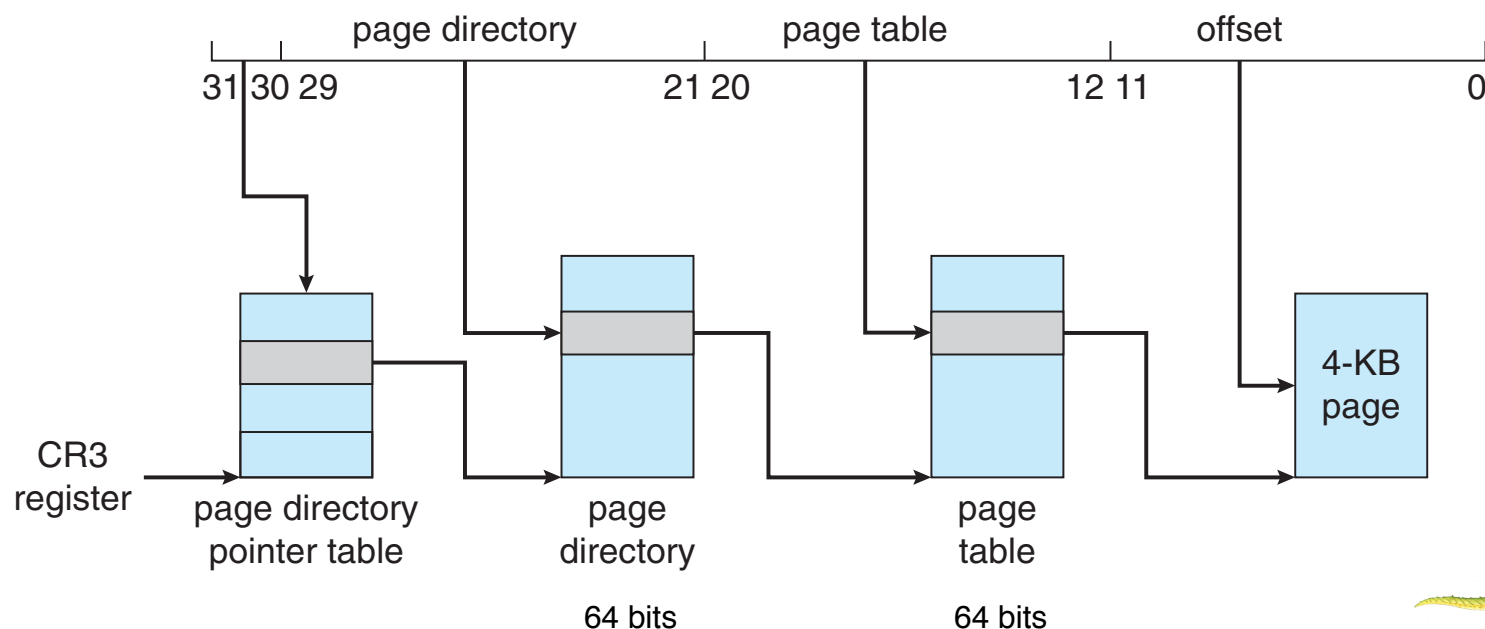 page directory page table offset
31 30 29 21 20 12 11 0
4-KB
page
CR3
register
page directory
pointer table
page
directory
page
table
64 bits 64 bits